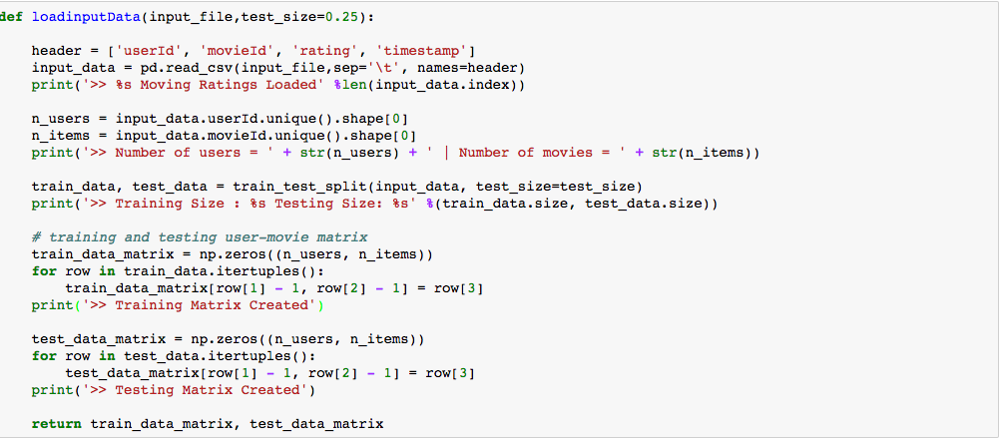 def loadinputData(input_file,test_size=0.25):
header = ['userId', 'movieId', 'rating', 'timestamp']
input_data = pd.read_csv(input_file,sep='\t', names=header)
print('>> %s Moving Ratings Loaded' %len(input_data.index))
n_users = input_data.userId.unique().shape[0]
n_items = input_data.movieId.unique().shape[0]
print('>> Number of users = ' + str(n_users) + ' | Number of movies = ' + str(n_items))
train_data, test_data = train_test_split(input_data, test_size=test_size)
print('>> Training Size : %s Testing Size: %s' %(train_data.size, test_data.size))
# training and testing user-movie matrix
train_data_matrix = np.zeros((n_users, n_items))
for row in train_data.itertuples():
train_data_matrix[row[1] - 1, row[2] - 1] = row[3]
print('>> Training Matrix Created')
test_data_matrix = np.zeros((n_users, n_items))
for row in test_data.itertuples():
test_data_matrix[row[1] - 1, row[2] - 1] = row[3]
print('>> Testing Matrix Created')
return train_data_matrix, test_data_matrix